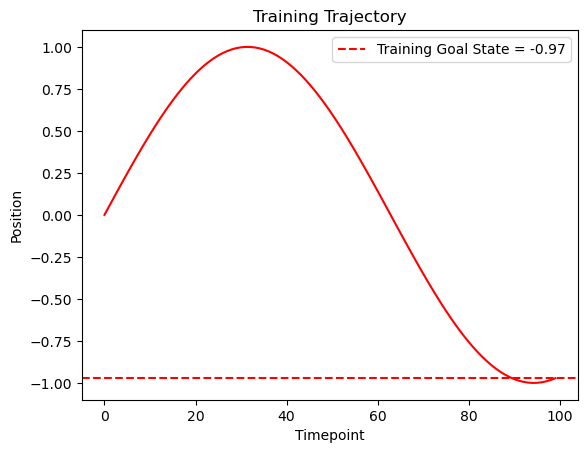 Training Trajectory
Training Goal State = -0.97
1.00
0.75
0.50
0.25
0.00
−0.25
−0.50
−0.75
−1.00
Position
0 20 40 60 80 100
Timepoint